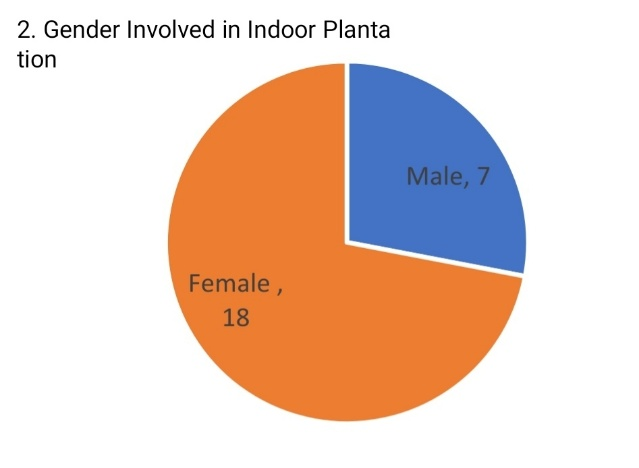 2. Gender Involved in Indoor Planta
tion
Male, 7
Female ,
18